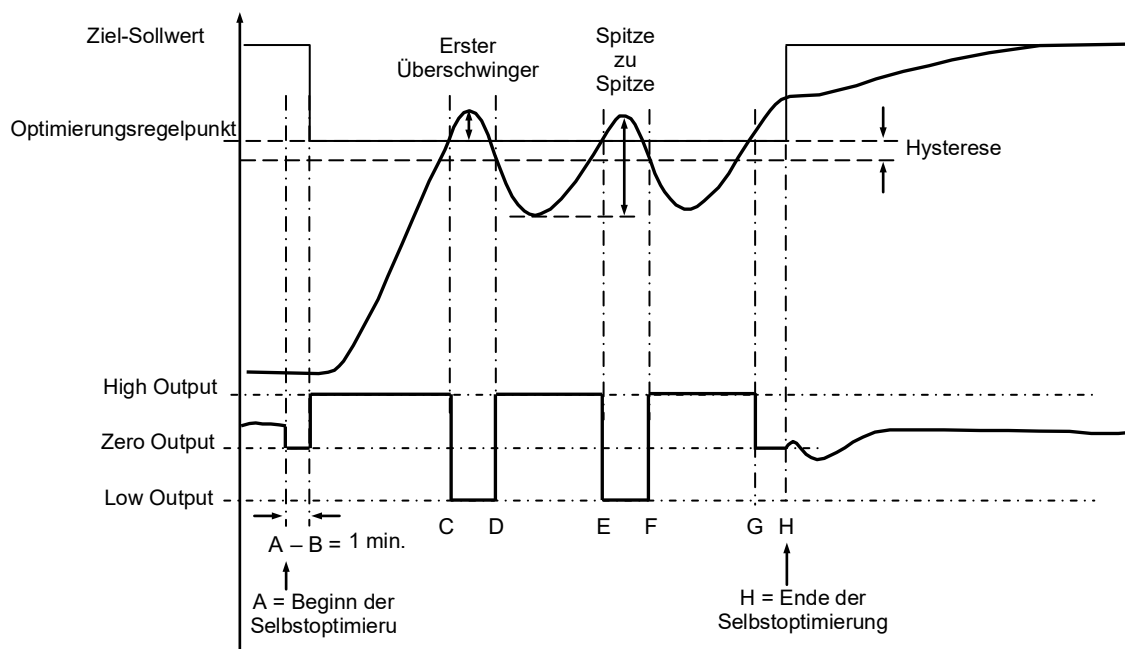 Ziel-Sollwert
Erster
Überschwinger
Spitze
zu
Spitze
Optimierungsregelpunkt
Hysterese
High Output
Zero Output
Low Output
C
D
E
F
G
H
A – B = 1 min.
A = Beginn der
Selbstoptimieru
H = Ende der
Selbstoptimierung